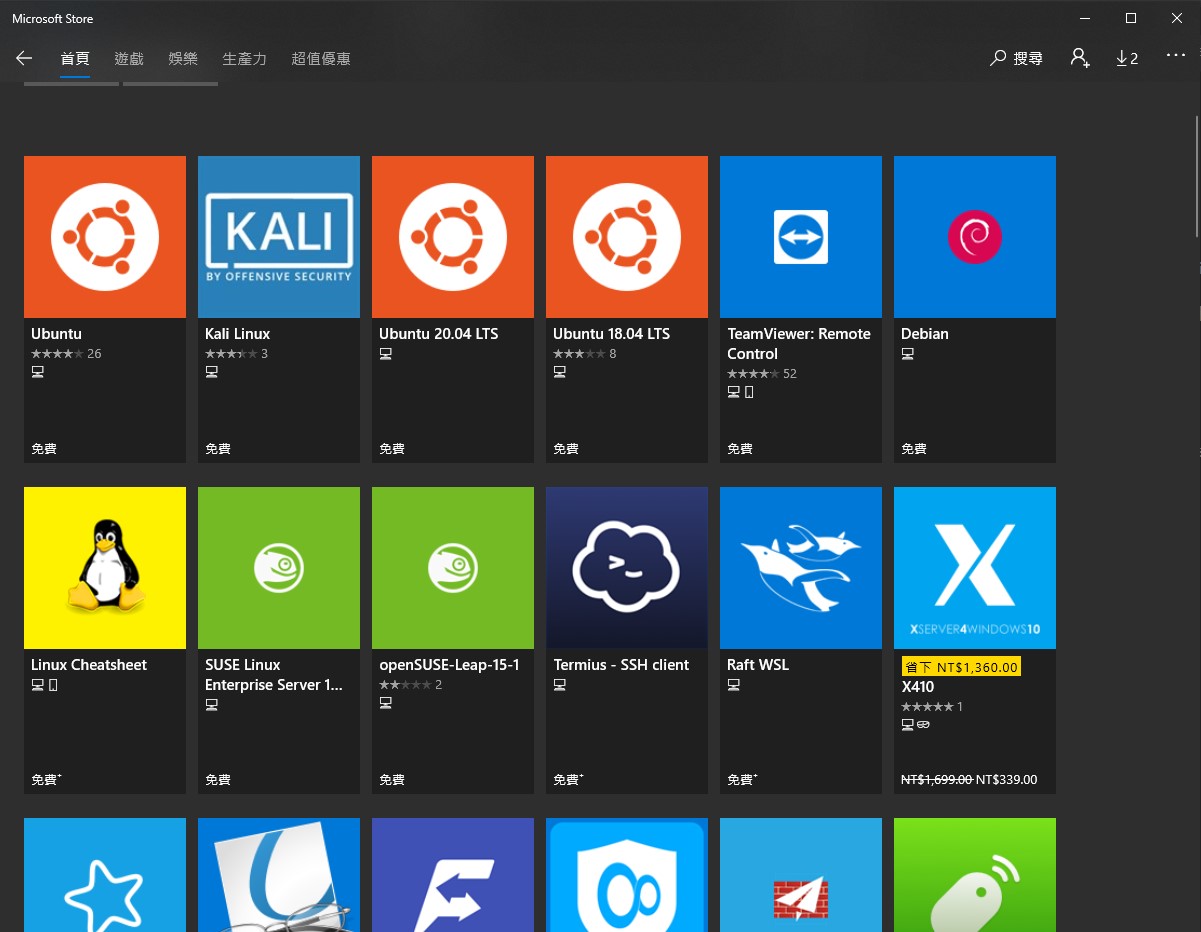 Microsoft Store
首頁 遊戲 娛樂 生產力 超值優惠 搜尋 2
KALI
BY OFFENSIVE SECURITY
Ubuntu
26
免費
Kali Linux
3
免費
Ubuntu 20.04 LTS
免費
Ubuntu 18.04 LTS
8
免費
TeamViewer: Remote
Control
52
免費
Debian
免費
Linux Cheatsheet
免費+
SUSE Linux
Enterprise Server 1...
免費
openSUSE-Leap-15-1
2
免費
Termius - SSH client
免費+
Raft WSL
免費+
X
XSERVER4WINDOWS10
省下 NT$1,360.00
X410
1
NT$1,699.00 NT$339.00